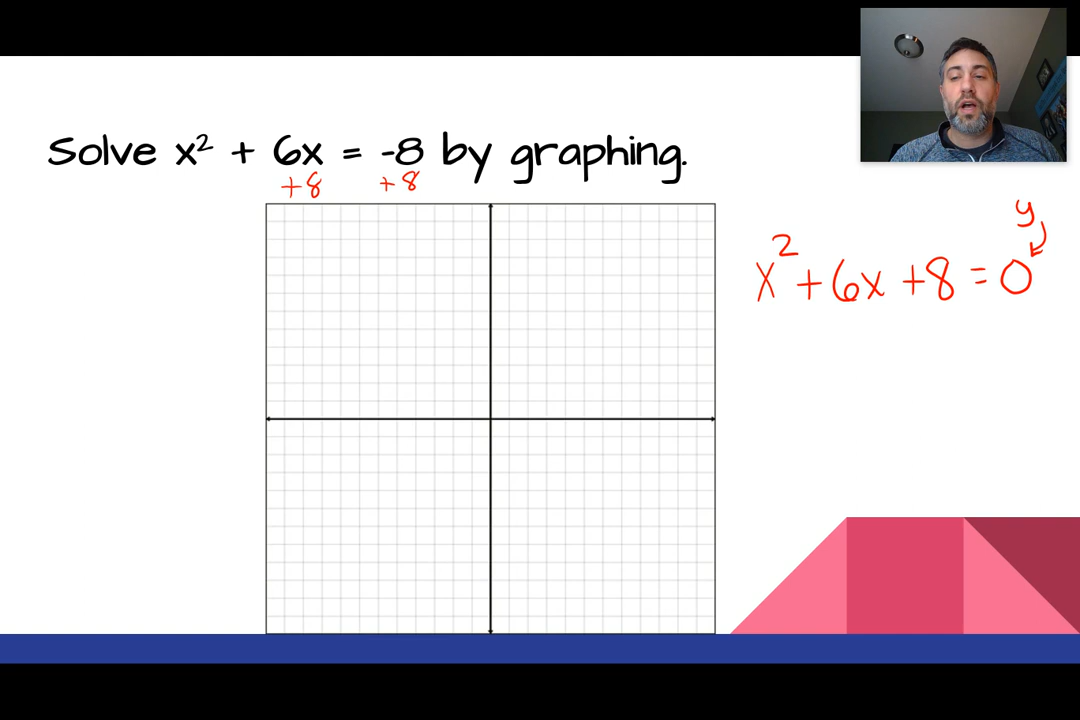 Solve x² + 6x = -8 by graphing.
+8 +8
y
x² + 6x + 8 = 0